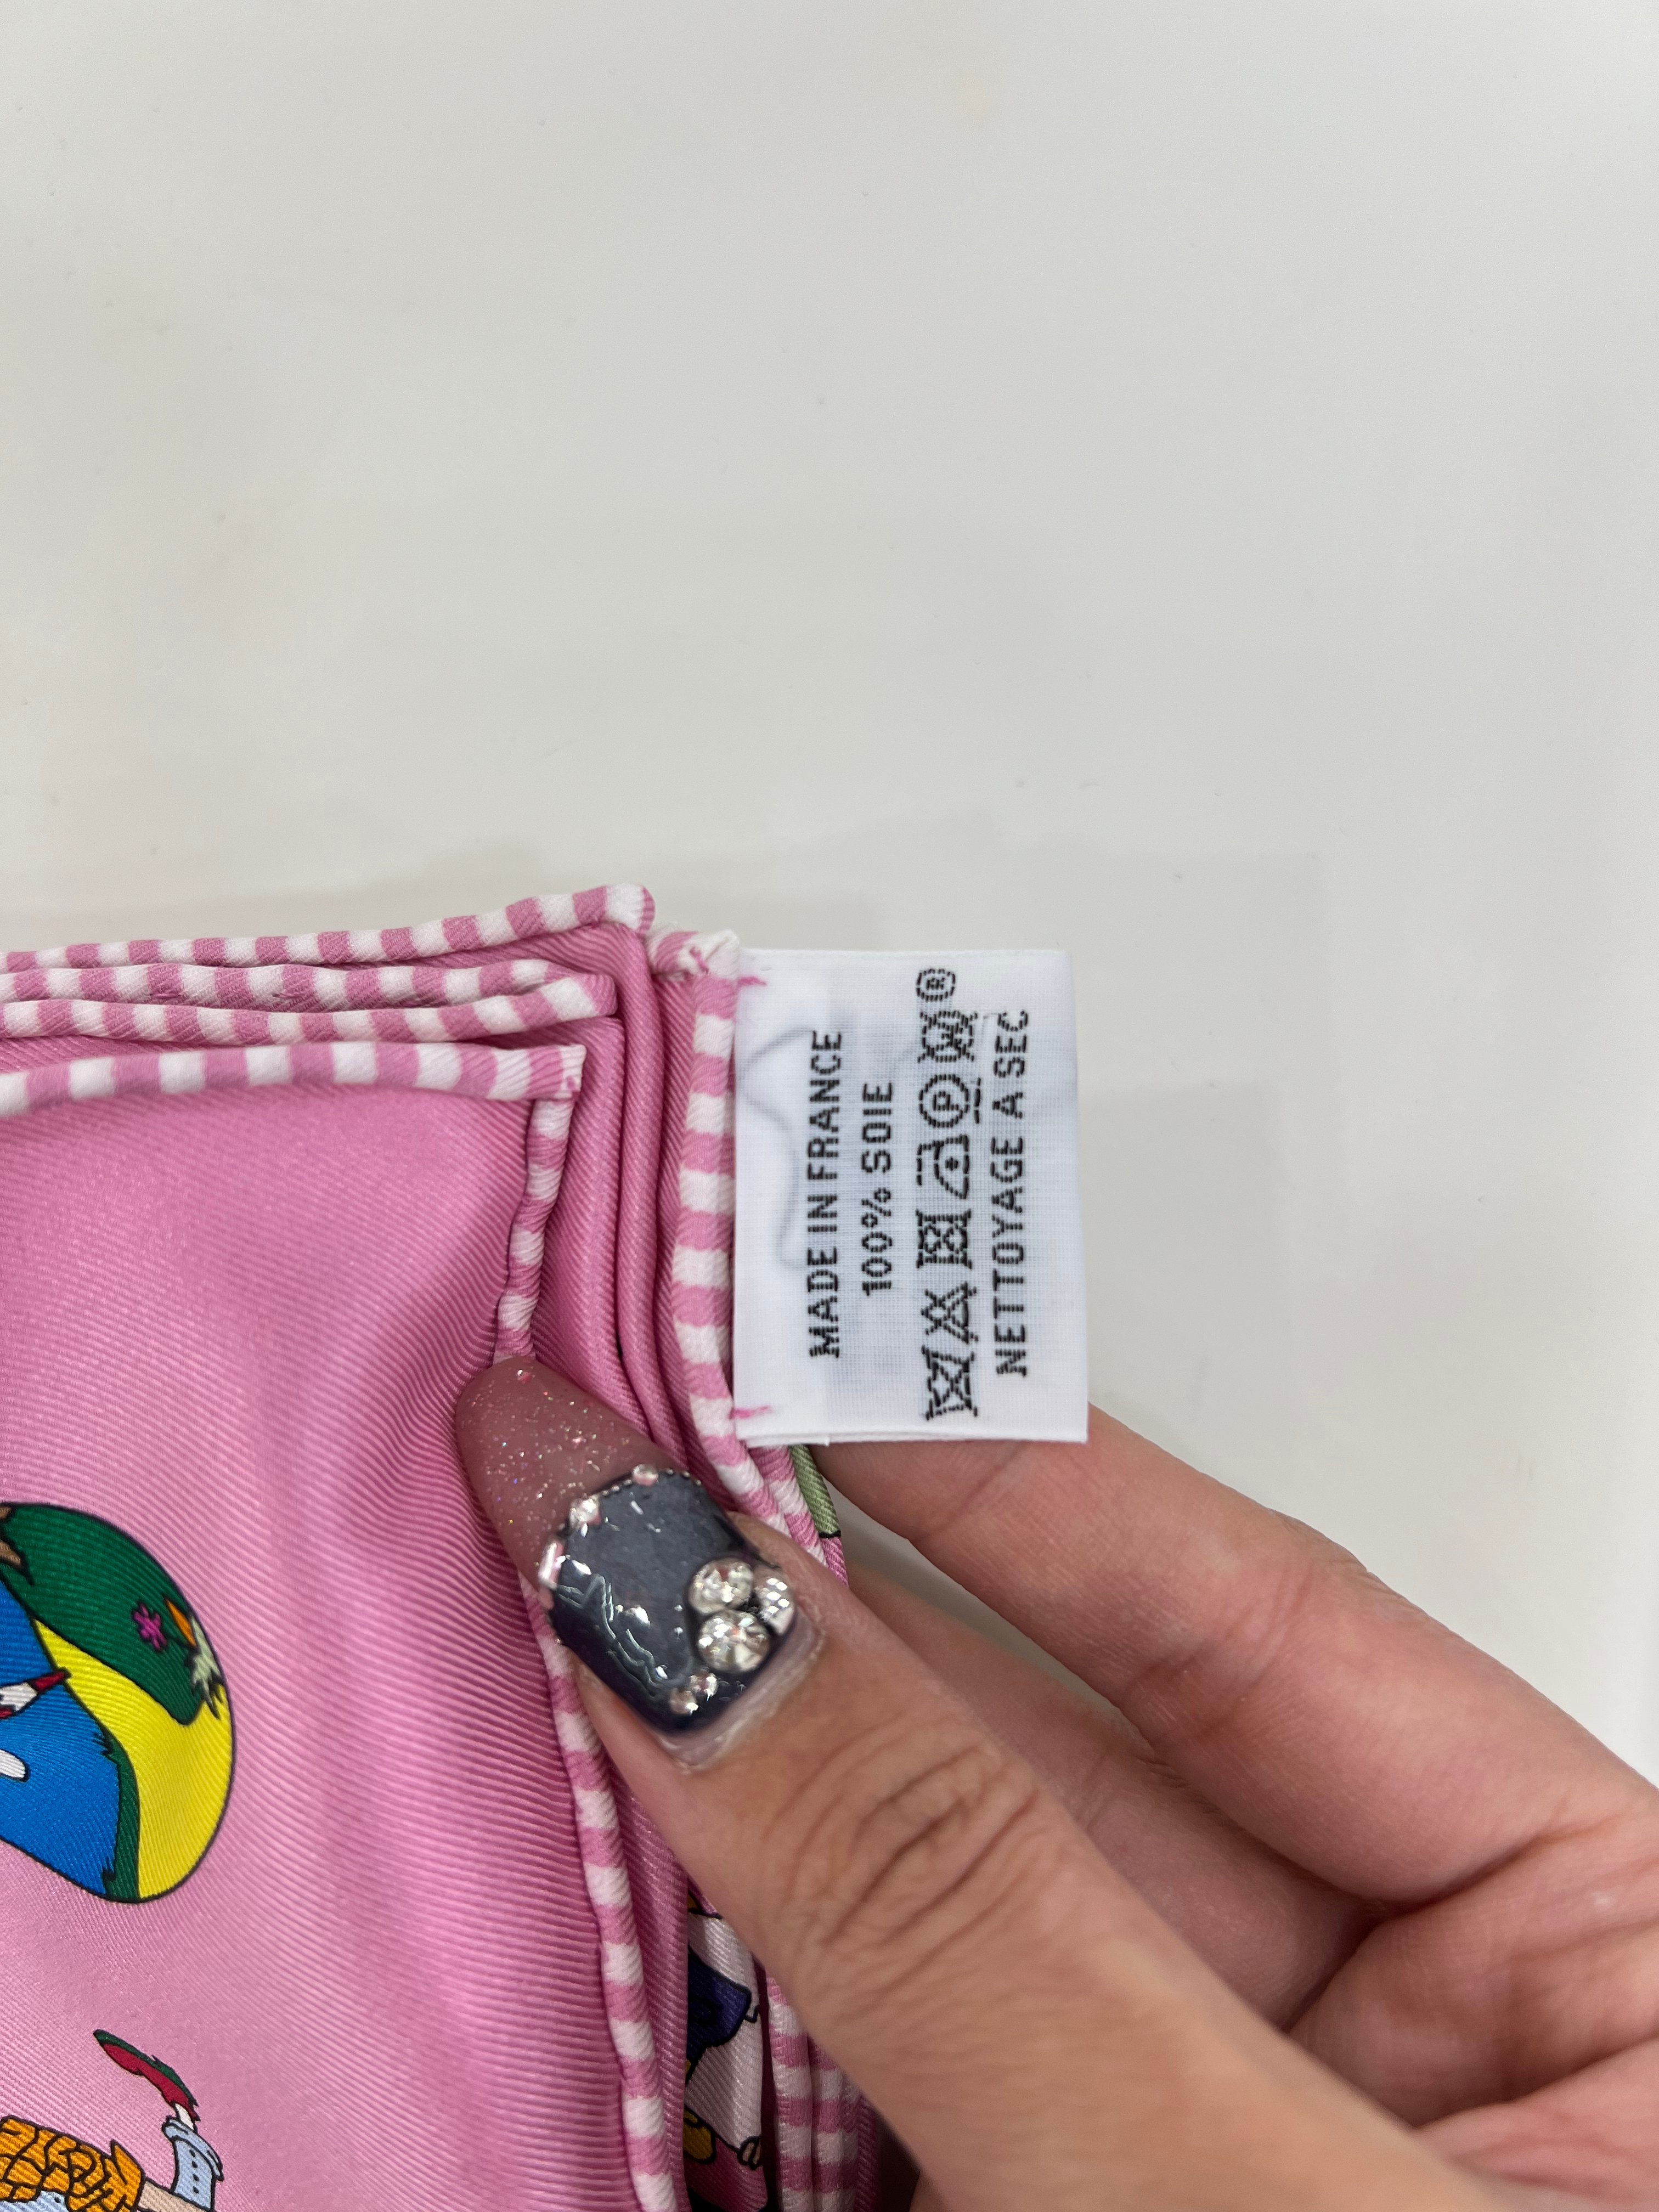 MADE IN FRANCE
100% SOIE
P ®
NETTOYAGE A SEC